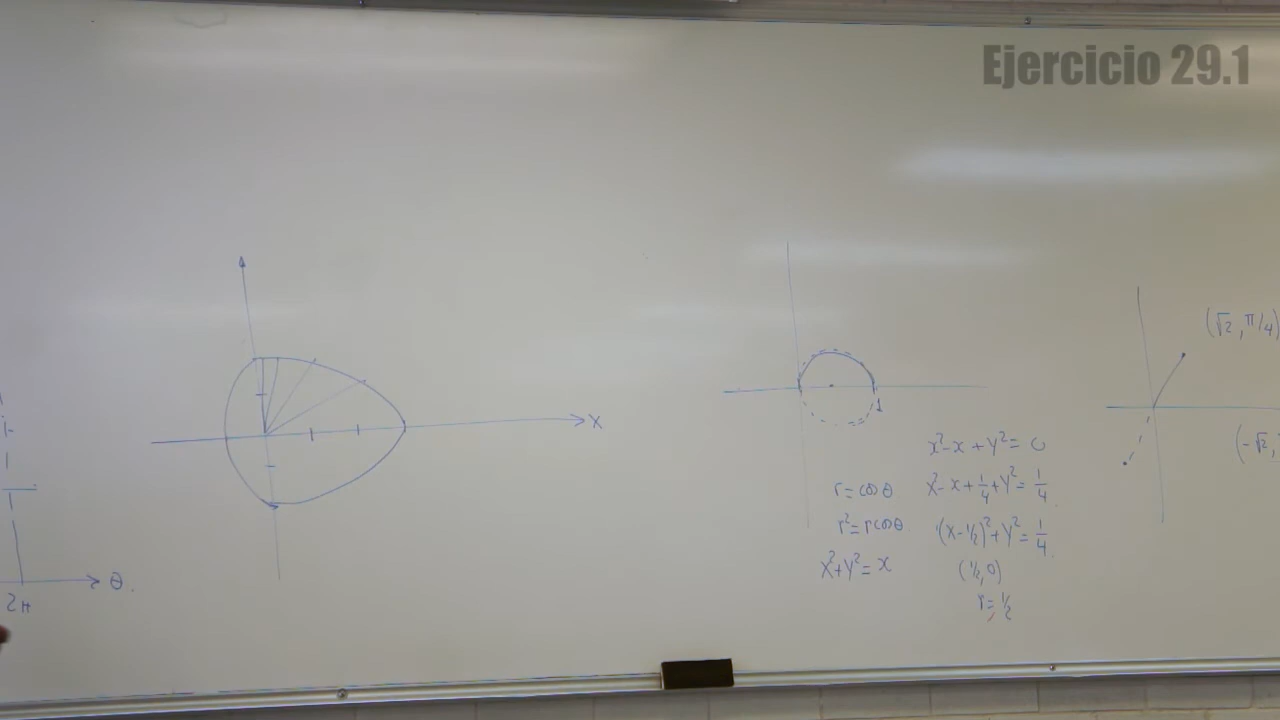 Ejercicio 29.1
X
θ
2π
1
(√2, π/4)
(-√2,
r = cos θ
r² = r cos θ
x² + y² = x
x² - x + y² = 0
x² - x + 1/4 + y² = 1/4
(x - 1/2)² + y² = 1/4
(1/2, 0)
r = 1/2